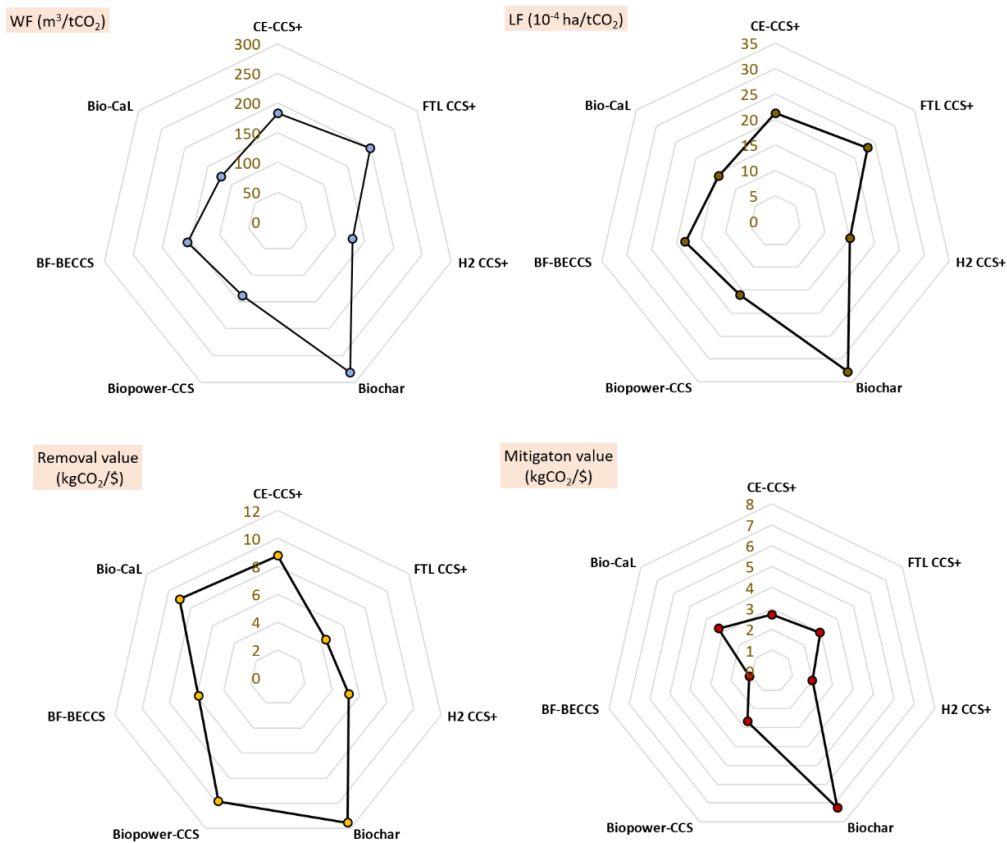 WF (m³/tCO₂)
CE-CCS+
300
250
200
150
100
50
0
FTL CCS+
H2 CCS+
Biochar
Biopower-CCS
BF-BECCS
Bio-CaL
LF (10⁻⁴ ha/tCO₂)
CE-CCS+
35
30
25
20
15
10
5
0
FTL CCS+
H2 CCS+
Biochar
Biopower-CCS
BF-BECCS
Bio-CaL
Removal value
(kgCO₂/$)
CE-CCS+
12
10
8
6
4
2
0
FTL CCS+
H2 CCS+
Biochar
Biopower-CCS
BF-BECCS
Bio-CaL
Mitigaton value
(kgCO₂/$)
CE-CCS+
8
7
6
5
4
3
2
1
0
FTL CCS+
H2 CCS+
Biochar
Biopower-CCS
BF-BECCS
Bio-CaL